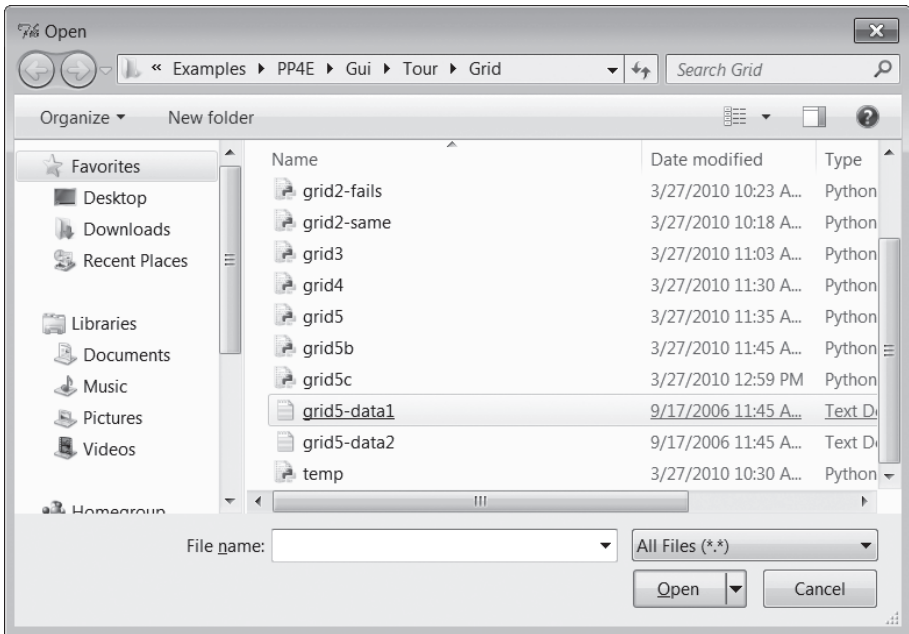 Open
« Examples PP4E Gui Tour Grid Search Grid
Organize New folder
Favorites
Desktop
Downloads
Recent Places
Libraries
Documents
Music
Pictures
Videos
Homegroup
Name Date modified Type
grid2-fails 3/27/2010 10:23 A... Python
grid2-same 3/27/2010 10:18 A... Python
grid3 3/27/2010 11:03 A... Python
grid4 3/27/2010 11:30 A... Python
grid5 3/27/2010 11:35 A... Python
grid5b 3/27/2010 11:45 A... Python
grid5c 3/27/2010 12:59 PM Python
grid5-data1 9/17/2006 11:45 A... Text D
grid5-data2 9/17/2006 11:45 A... Text D
temp 3/27/2010 10:30 A... Python
File name: All Files (*.*)
Open Cancel